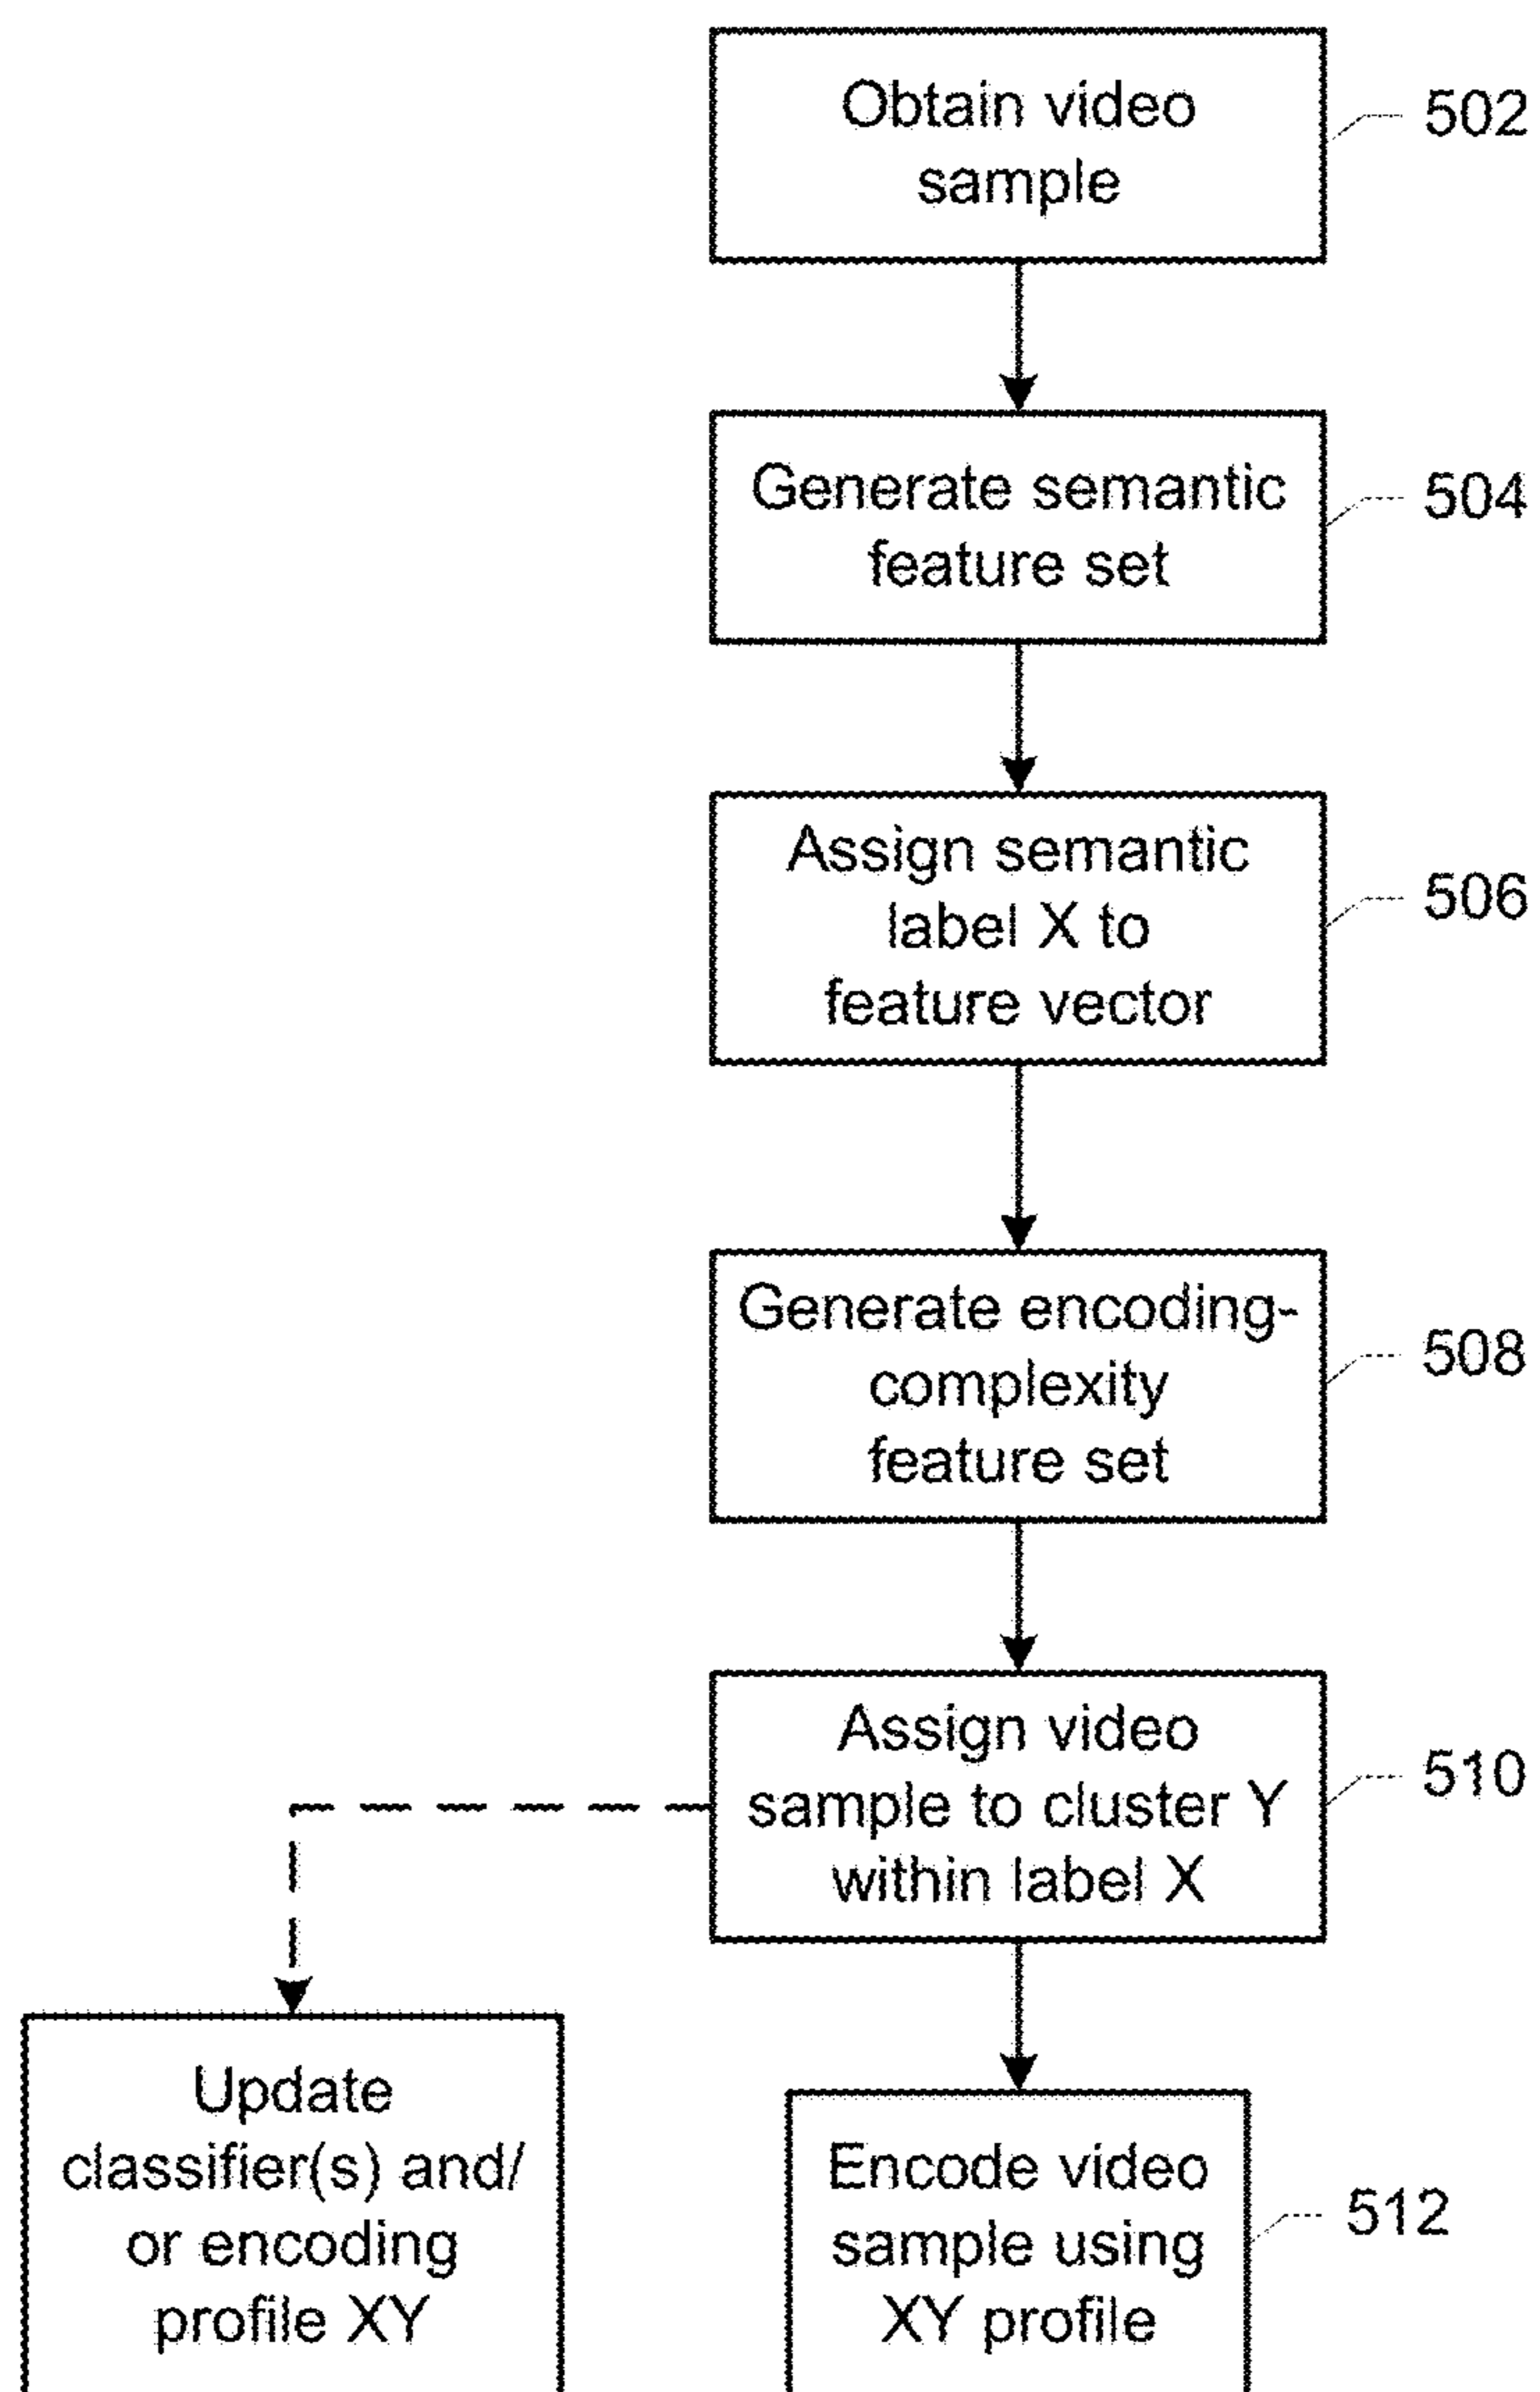 Obtain video
sample
502
Generate semantic
feature set
504
Assign semantic
label X to
feature vector
506
Generate encoding-
complexity
feature set
508
Assign video
sample to cluster Y
within label X
510
Update
classifier(s) and/
or encoding
profile XY
Encode video
sample using
XY profile
512